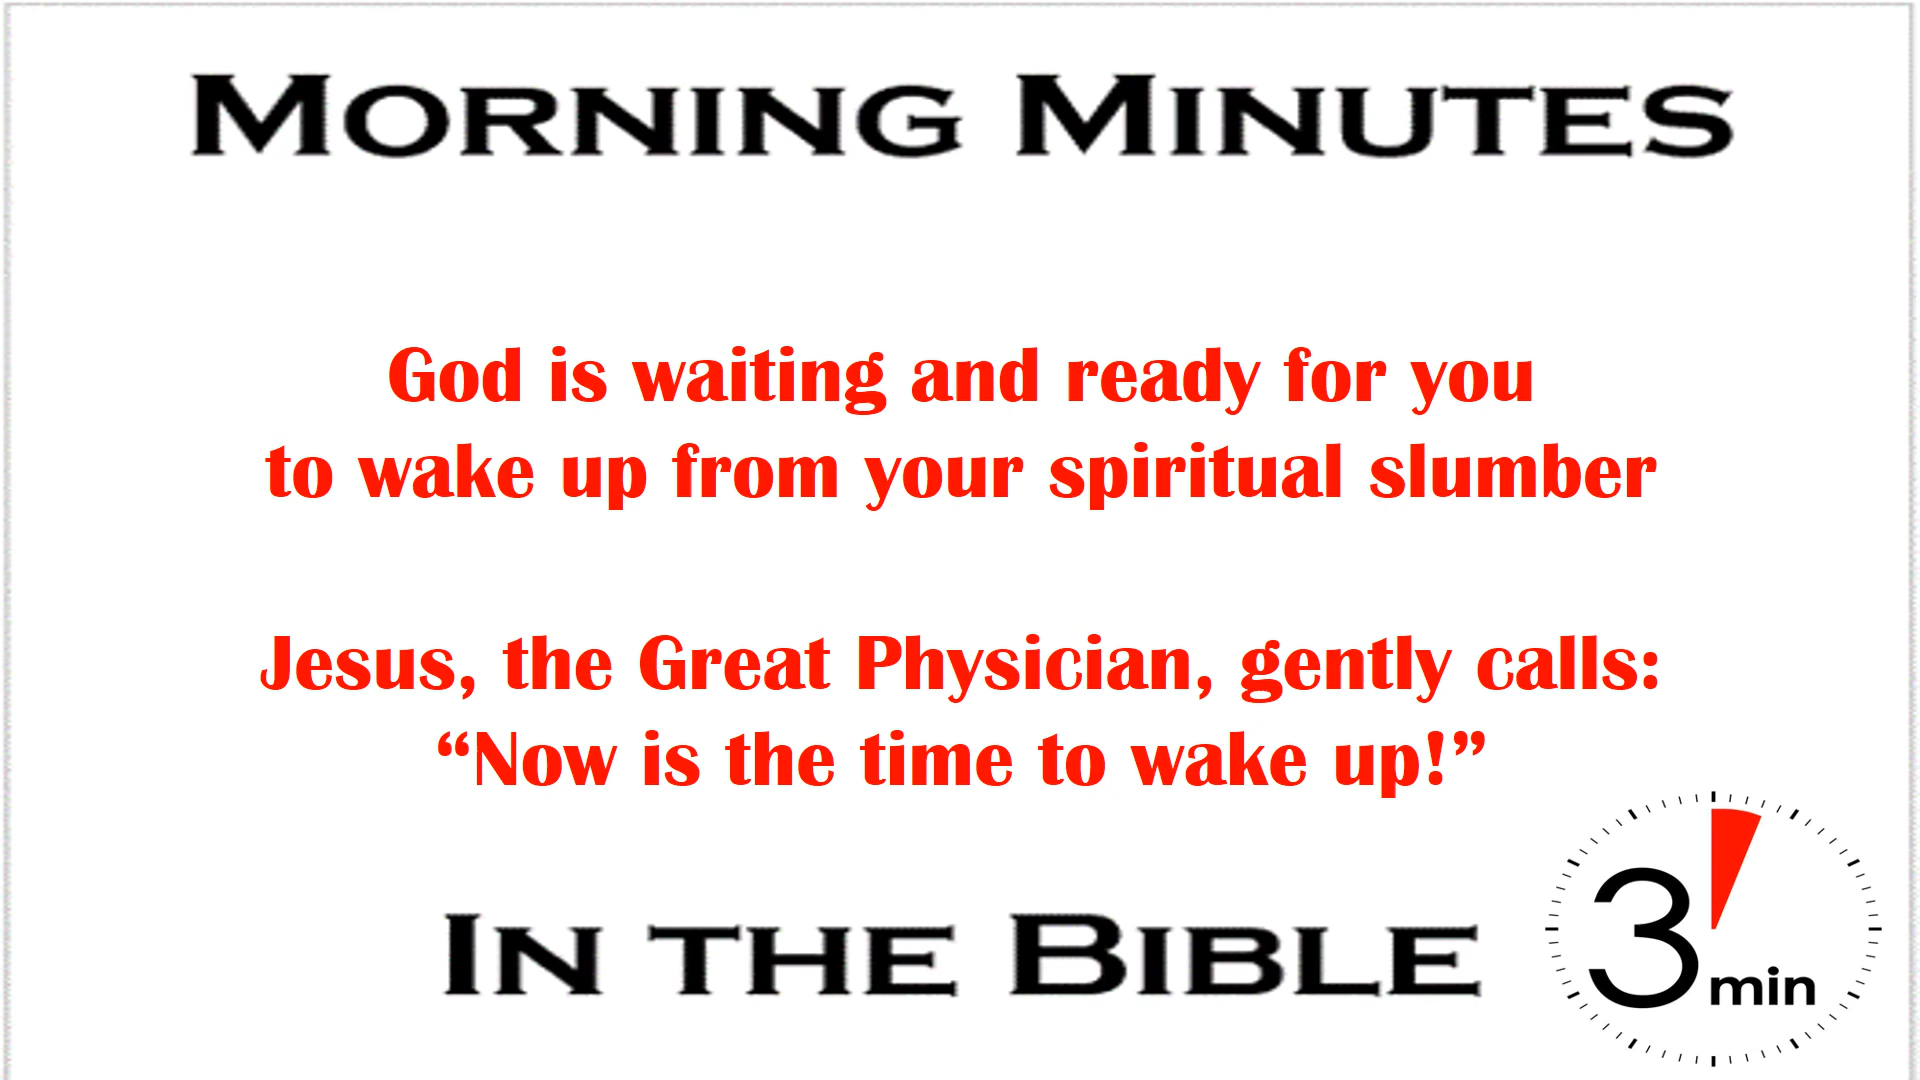 Morning Minutes
God is waiting and ready for you
to wake up from your spiritual slumber
Jesus, the Great Physician, gently calls:
“Now is the time to wake up!”
In the Bible
3 min